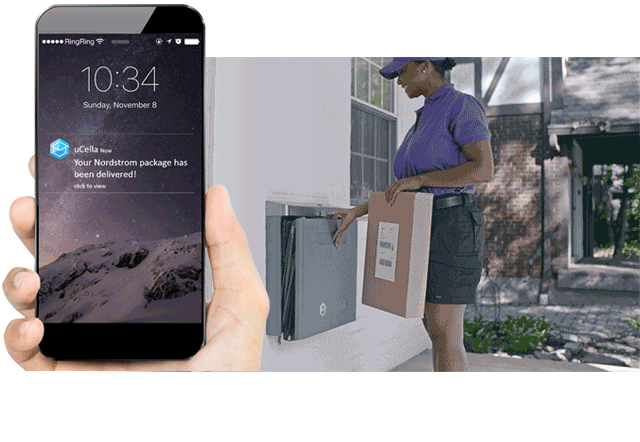 RingRing
10:34
Sunday, November 8
uCella Now
Your Nordstrom package has
been delivered!
click to view